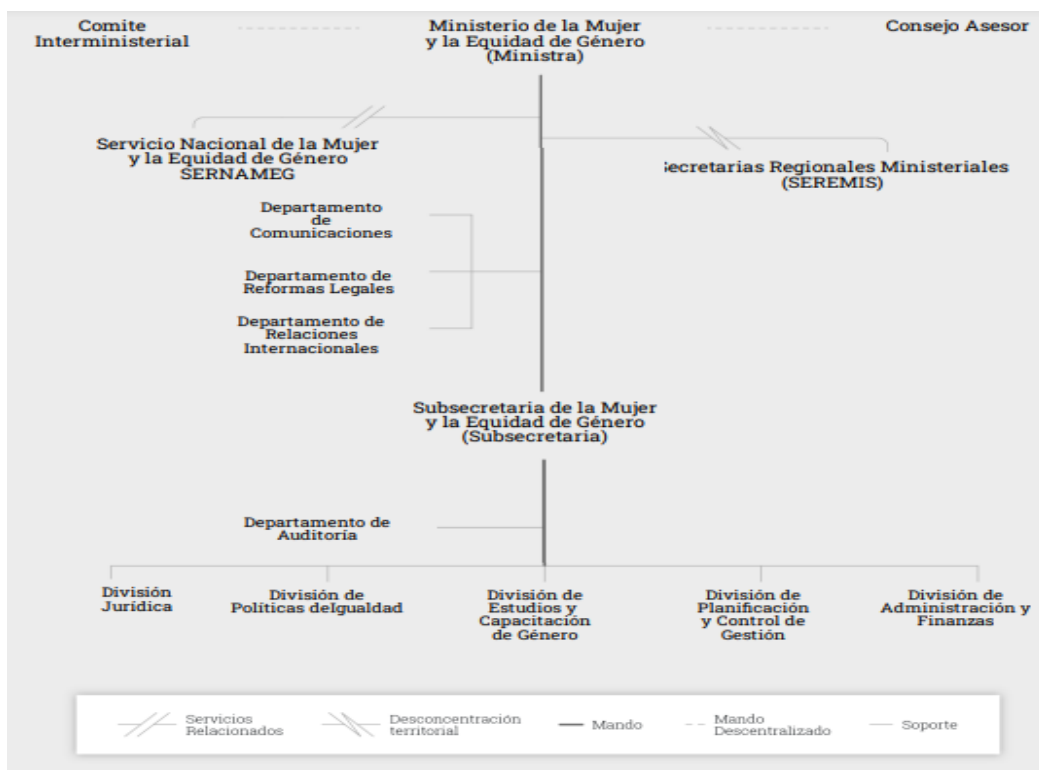 Comite
Interministerial
Ministerio de la Mujer
y la Equidad de Género
(Ministra)
Consejo Asesor
Servicio Nacional de la Mujer
y la Equidad de Género
SERNAMEG
ecretarias Regionales Ministeriales
(SEREMIS)
Departamento
de
Comunicaciones
Departamento de
Reformas Legales
Departamento de
Relaciones
Internacionales
Subsecretaria de la Mujer
y la Equidad de Género
(Subsecretaria)
Departamento de
Auditoría
División
Jurídica
División de
Políticas deIgualdad
División de
Estudios y
Capacitación
de Género
División de
Planificación
y Control de
Gestión
División de
Administración y
Finanzas
Servicios
Relacionados
Desconcentración
territorial
Mando
Mando
Descentralizado
Soporte